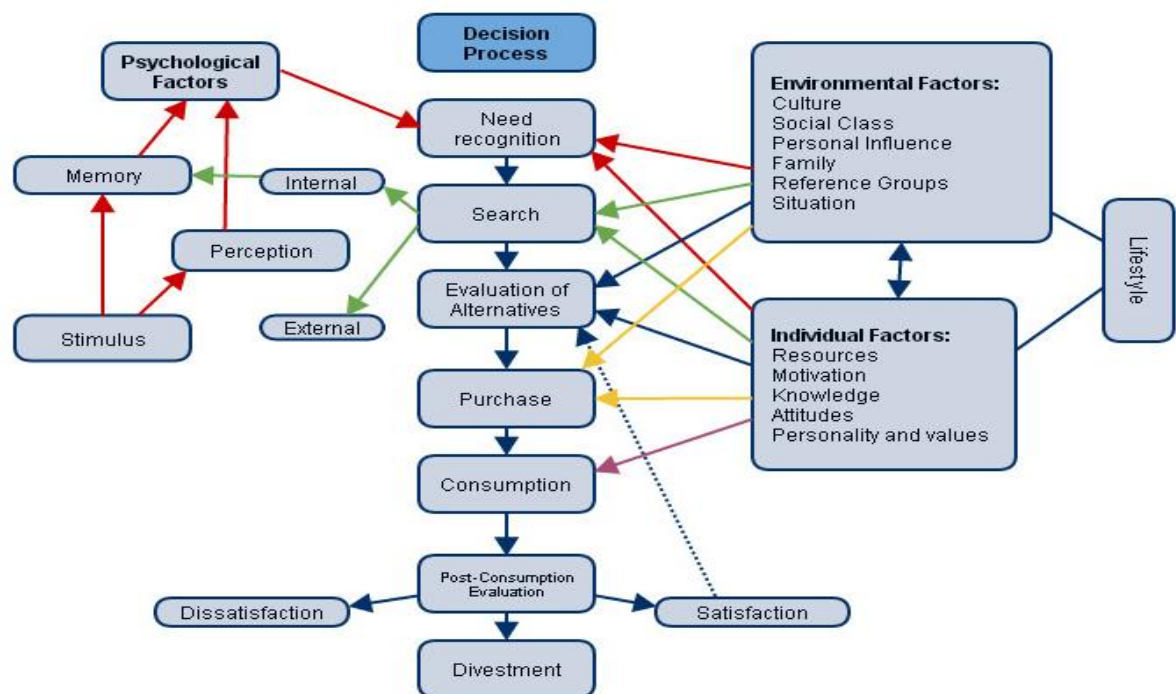 Decision
Process
Psychological
Factors
Need
recognition
Environmental Factors:
Culture
Social Class
Personal Influence
Family
Reference Groups
Situation
Memory
Internal
Search
Perception
External
Stimulus
Evaluation of
Alternatives
Lifestyle
Individual Factors:
Resources
Motivation
Knowledge
Attitudes
Personality and values
Purchase
Consumption
Post-Consumption
Evaluation
Dissatisfaction
Satisfaction
Divestment